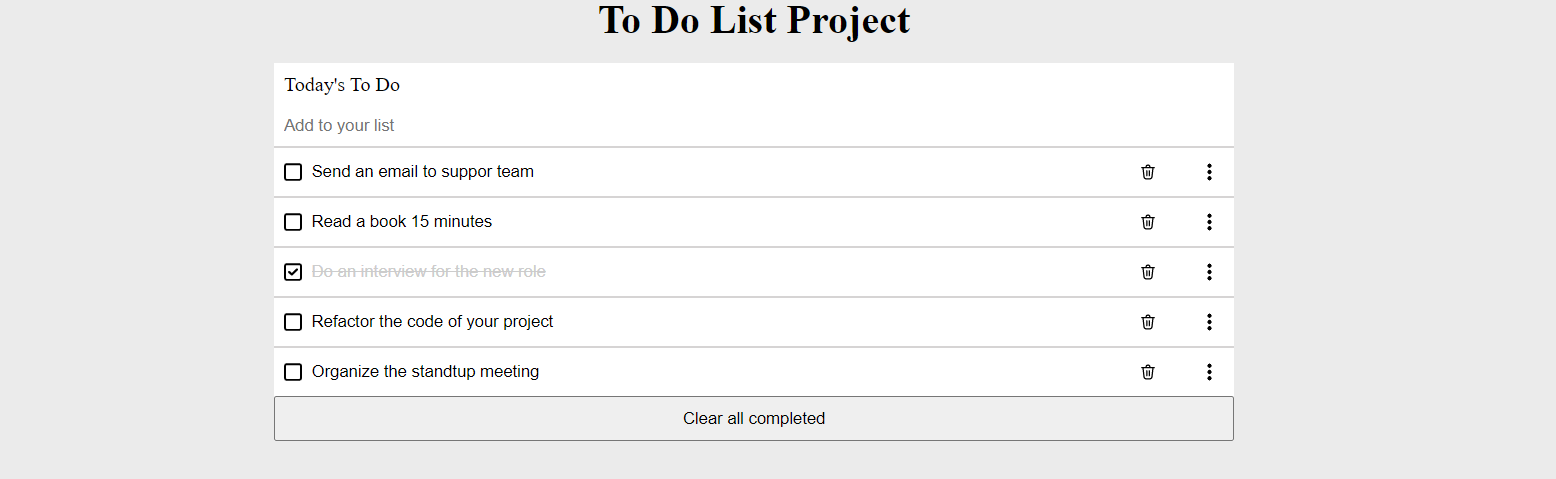 To Do List Project
Today's To Do
Add to your list
Send an email to suppor team
Read a book 15 minutes
Do an interview for the new role
Refactor the code of your project
Organize the standtup meeting
Clear all completed